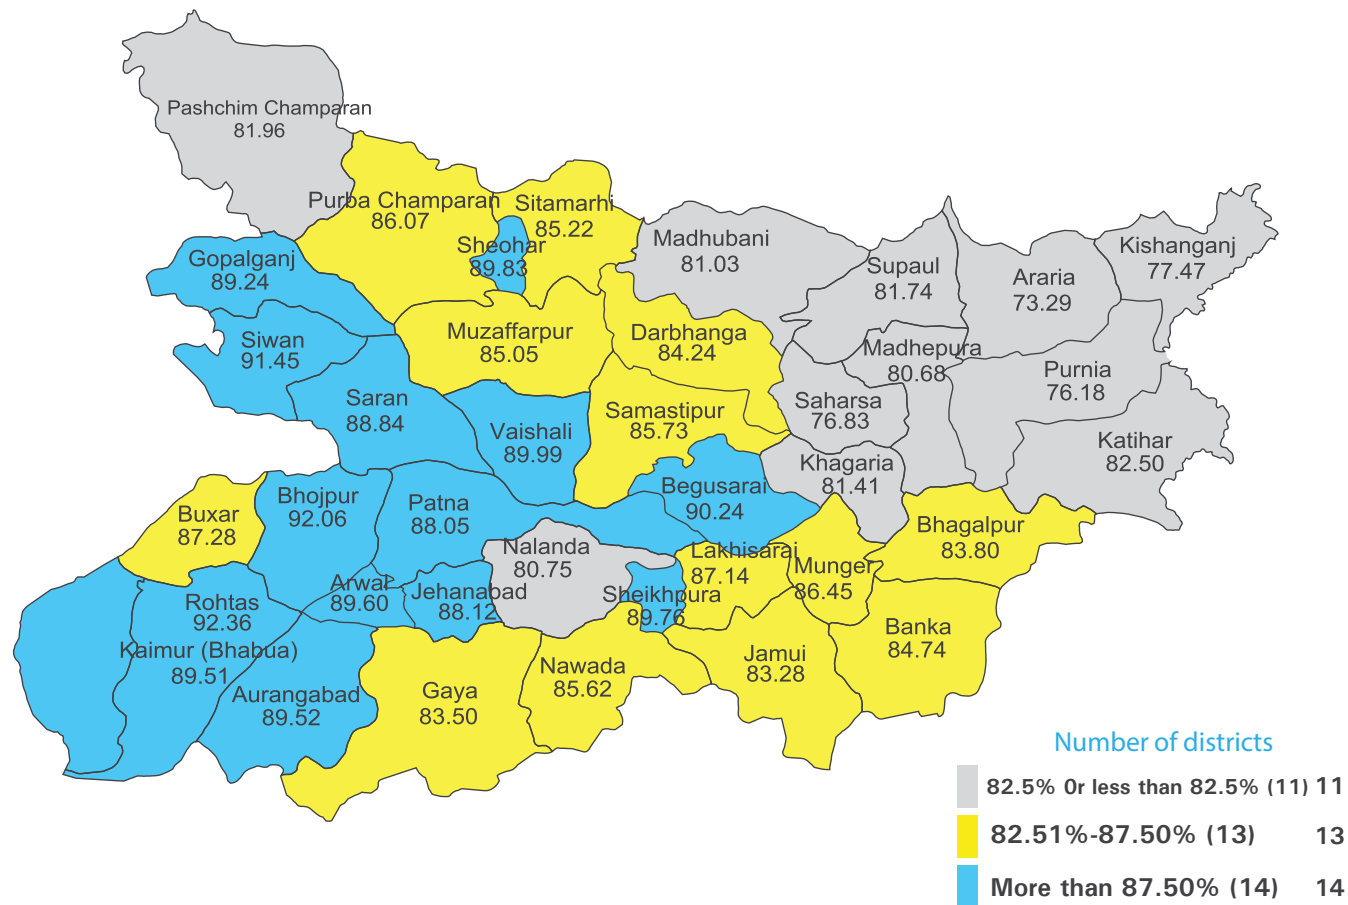 Pashchim Champaran
81.96
Purba Champaran
86.07
Sitamarhi
85.22
Sheohar
89.83
Gopalganj
89.24
Madhubani
81.03
Supaul
81.74
Araria
73.29
Kishanganj
77.47
Siwan
91.45
Muzaffarpur
85.05
Darbhanga
84.24
Madhepura
80.68
Purnia
76.18
Saran
88.84
Vaishali
89.99
Samastipur
85.73
Saharsa
76.83
Katihar
82.50
Khagaria
81.41
Begusarai
90.24
Buxar
87.28
Bhojpur
92.06
Patna
88.05
Nalanda
80.75
Lakhisarai
87.14
Munger
86.45
Bhagalpur
83.80
Rohtas
92.36
Arwal
89.60
Jehanabad
88.12
Sheikhpura
89.76
Banka
84.74
Kaimur (Bhabua)
89.51
Aurangabad
89.52
Gaya
83.50
Nawada
85.62
Jamui
83.28
Number of districts
82.5% 0r less than 82.5% (11) 11
82.51%-87.50% (13) 13
More than 87.50% (14) 14